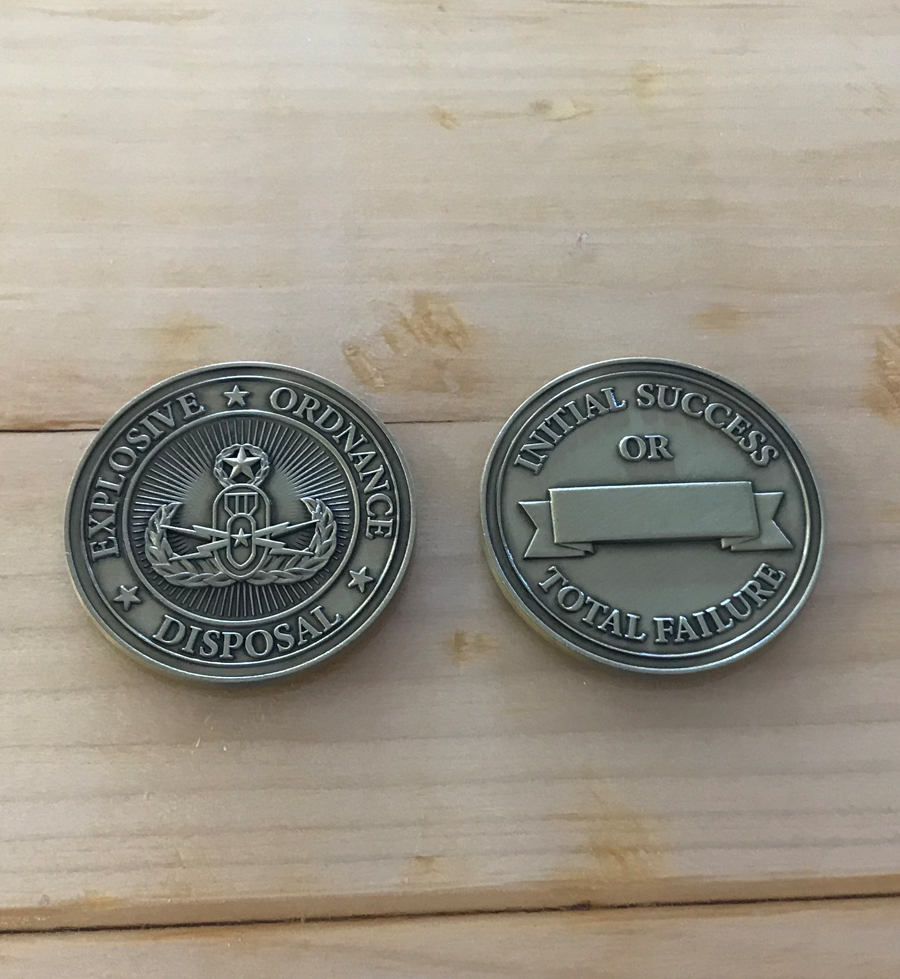 EXPLOSIVE ★ ORDNANCE
★ DISPOSAL ★
INITIAL SUCCESS
OR
TOTAL FAILURE